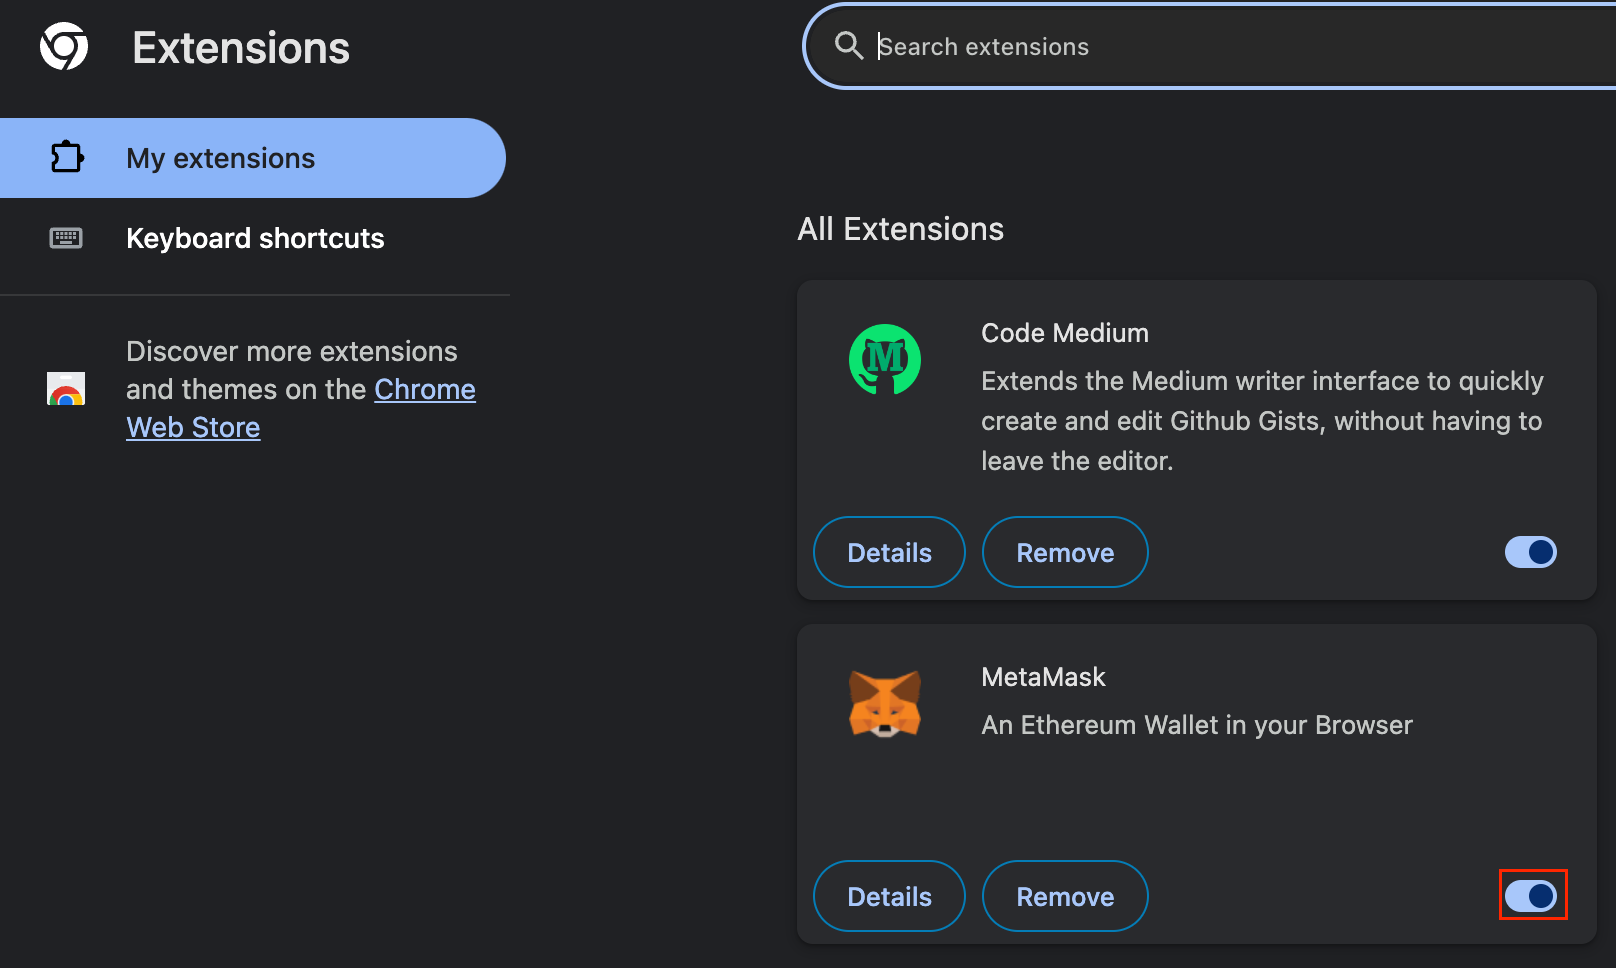 Extensions
Search extensions
My extensions
Keyboard shortcuts
Discover more extensions
and themes on the Chrome
Web Store
All Extensions
M
Code Medium
Extends the Medium writer interface to quickly
create and edit Github Gists, without having to
leave the editor.
Details
Remove
MetaMask
An Ethereum Wallet in your Browser
Details
Remove